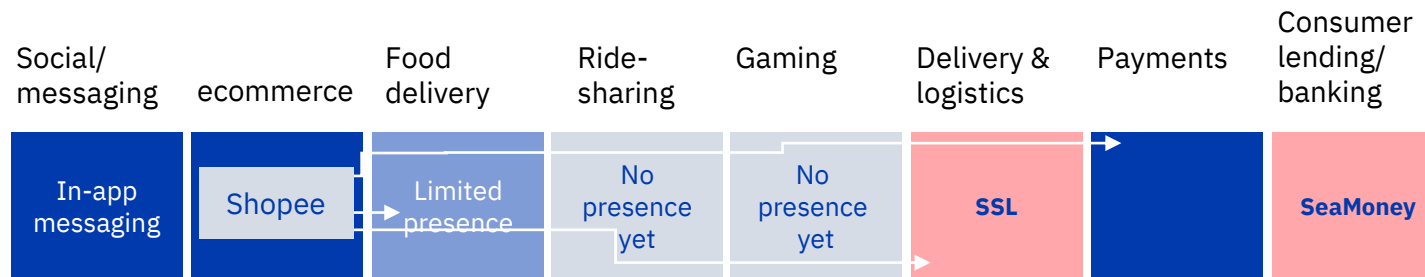 Social/
messaging
ecommerce
Food
delivery
Ride-
sharing
Gaming
Delivery &
logistics
Payments
Consumer
lending/
banking
In-app
messaging
Shopee
Limited
presence
No
presence
yet
No
presence
yet
SSL
SeaMoney